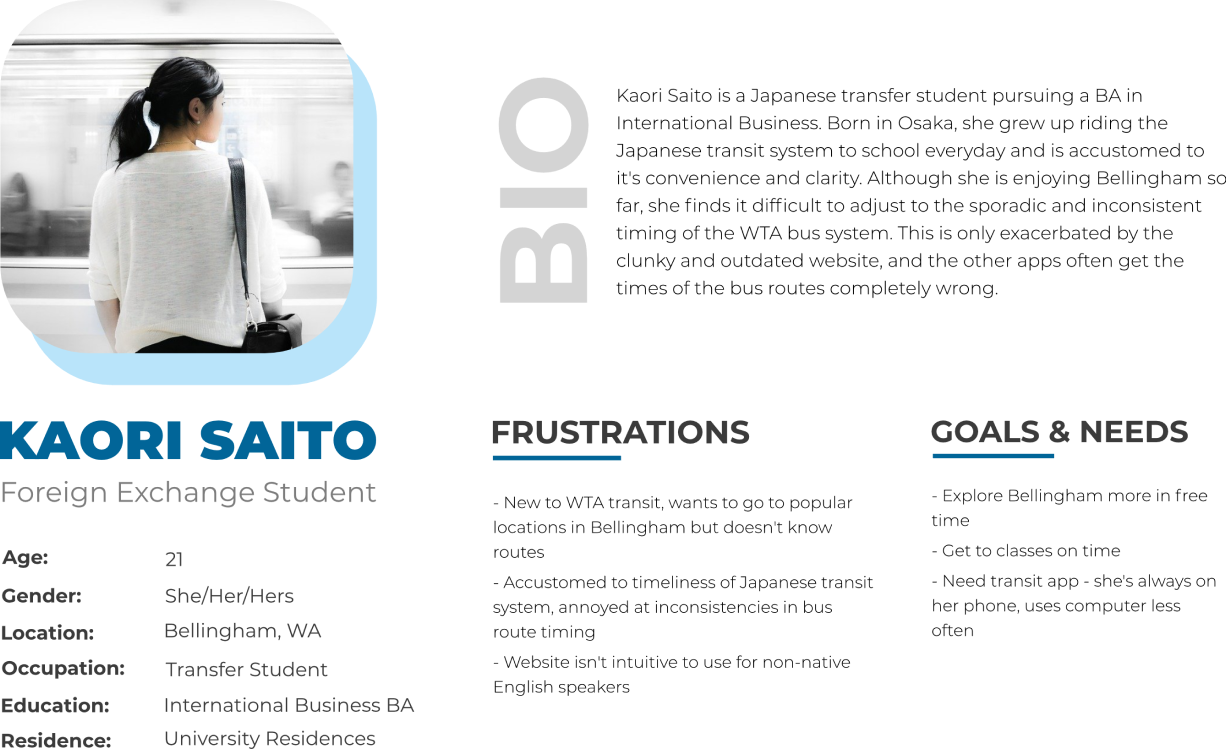 BIO
Kaori Saito is a Japanese transfer student pursuing a BA in
International Business. Born in Osaka, she grew up riding the
Japanese transit system to school everyday and is accustomed to
it's convenience and clarity. Although she is enjoying Bellingham so
far, she finds it difficult to adjust to the sporadic and inconsistent
timing of the WTA bus system. This is only exacerbated by the
clunky and outdated website, and the other apps often get the
times of the bus routes completely wrong.
KAORI SAITO
Foreign Exchange Student
Age: 21
Gender: She/Her/Hers
Location: Bellingham, WA
Occupation: Transfer Student
Education: International Business BA
Residence: University Residences
FRUSTRATIONS
- New to WTA transit, wants to go to popular
locations in Bellingham but doesn't know
routes
- Accustomed to timeliness of Japanese transit
system, annoyed at inconsistencies in bus
route timing
- Website isn't intuitive to use for non-native
English speakers
GOALS & NEEDS
- Explore Bellingham more in free
time
- Get to classes on time
- Need transit app - she's always on
her phone, uses computer less
often